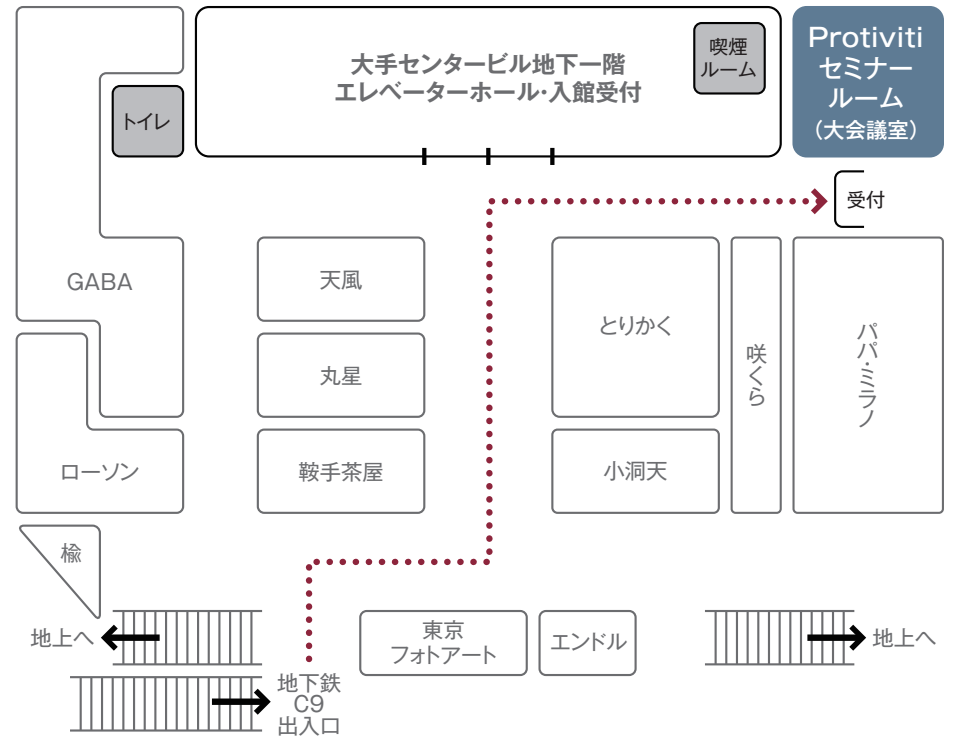 大手センタービル地下一階
エレベーターホール・入館受付
喫煙
ルーム
Protiviti
セミナー
ルーム
（大会議室）
トイレ
受付
GABA
天風
とりかく
咲くら
パパ・ミラノ
丸星
ローソン
鞍手茶屋
小洞天
楡
地上へ
東京
フォトアート
エンドル
地上へ
地下鉄
C9
出入口